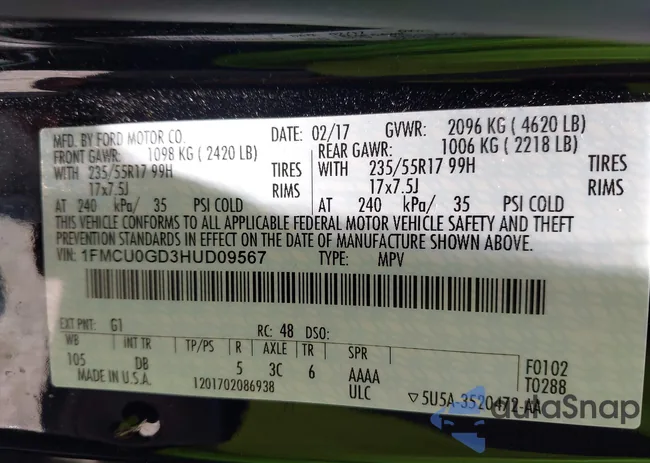 MFD. BY FORD MOTOR CO.
DATE: 02/17 GVWR: 2096 KG ( 4620 LB)
FRONT GAWR: 1098 KG ( 2420 LB) REAR GAWR: 1006 KG ( 2218 LB)
WITH 235/55R17 99H TIRES WITH 235/55R17 99H TIRES
17x7.5J RIMS 17x7.5J RIMS
AT 240 kPa/ 35 PSI COLD AT 240 kPa/ 35 PSI COLD
THIS VEHICLE CONFORMS TO ALL APPLICABLE FEDERAL MOTOR VEHICLE SAFETY AND THEFT
PREVENTION STANDARDS IN EFFECT ON THE DATE OF MANUFACTURE SHOWN ABOVE.
VIN: 1FMCU0GD3HUD09567 TYPE: MPV
EXT PNT: G1 RC: 48 DSO:
WB INT TR TP/PS R AXLE TR SPR
105 DB 5 3C 6 AAAA F0102
MADE IN U.S.A. 1201702086938 ULC T0288
▽5U5A-3520472-AA
autoSnap